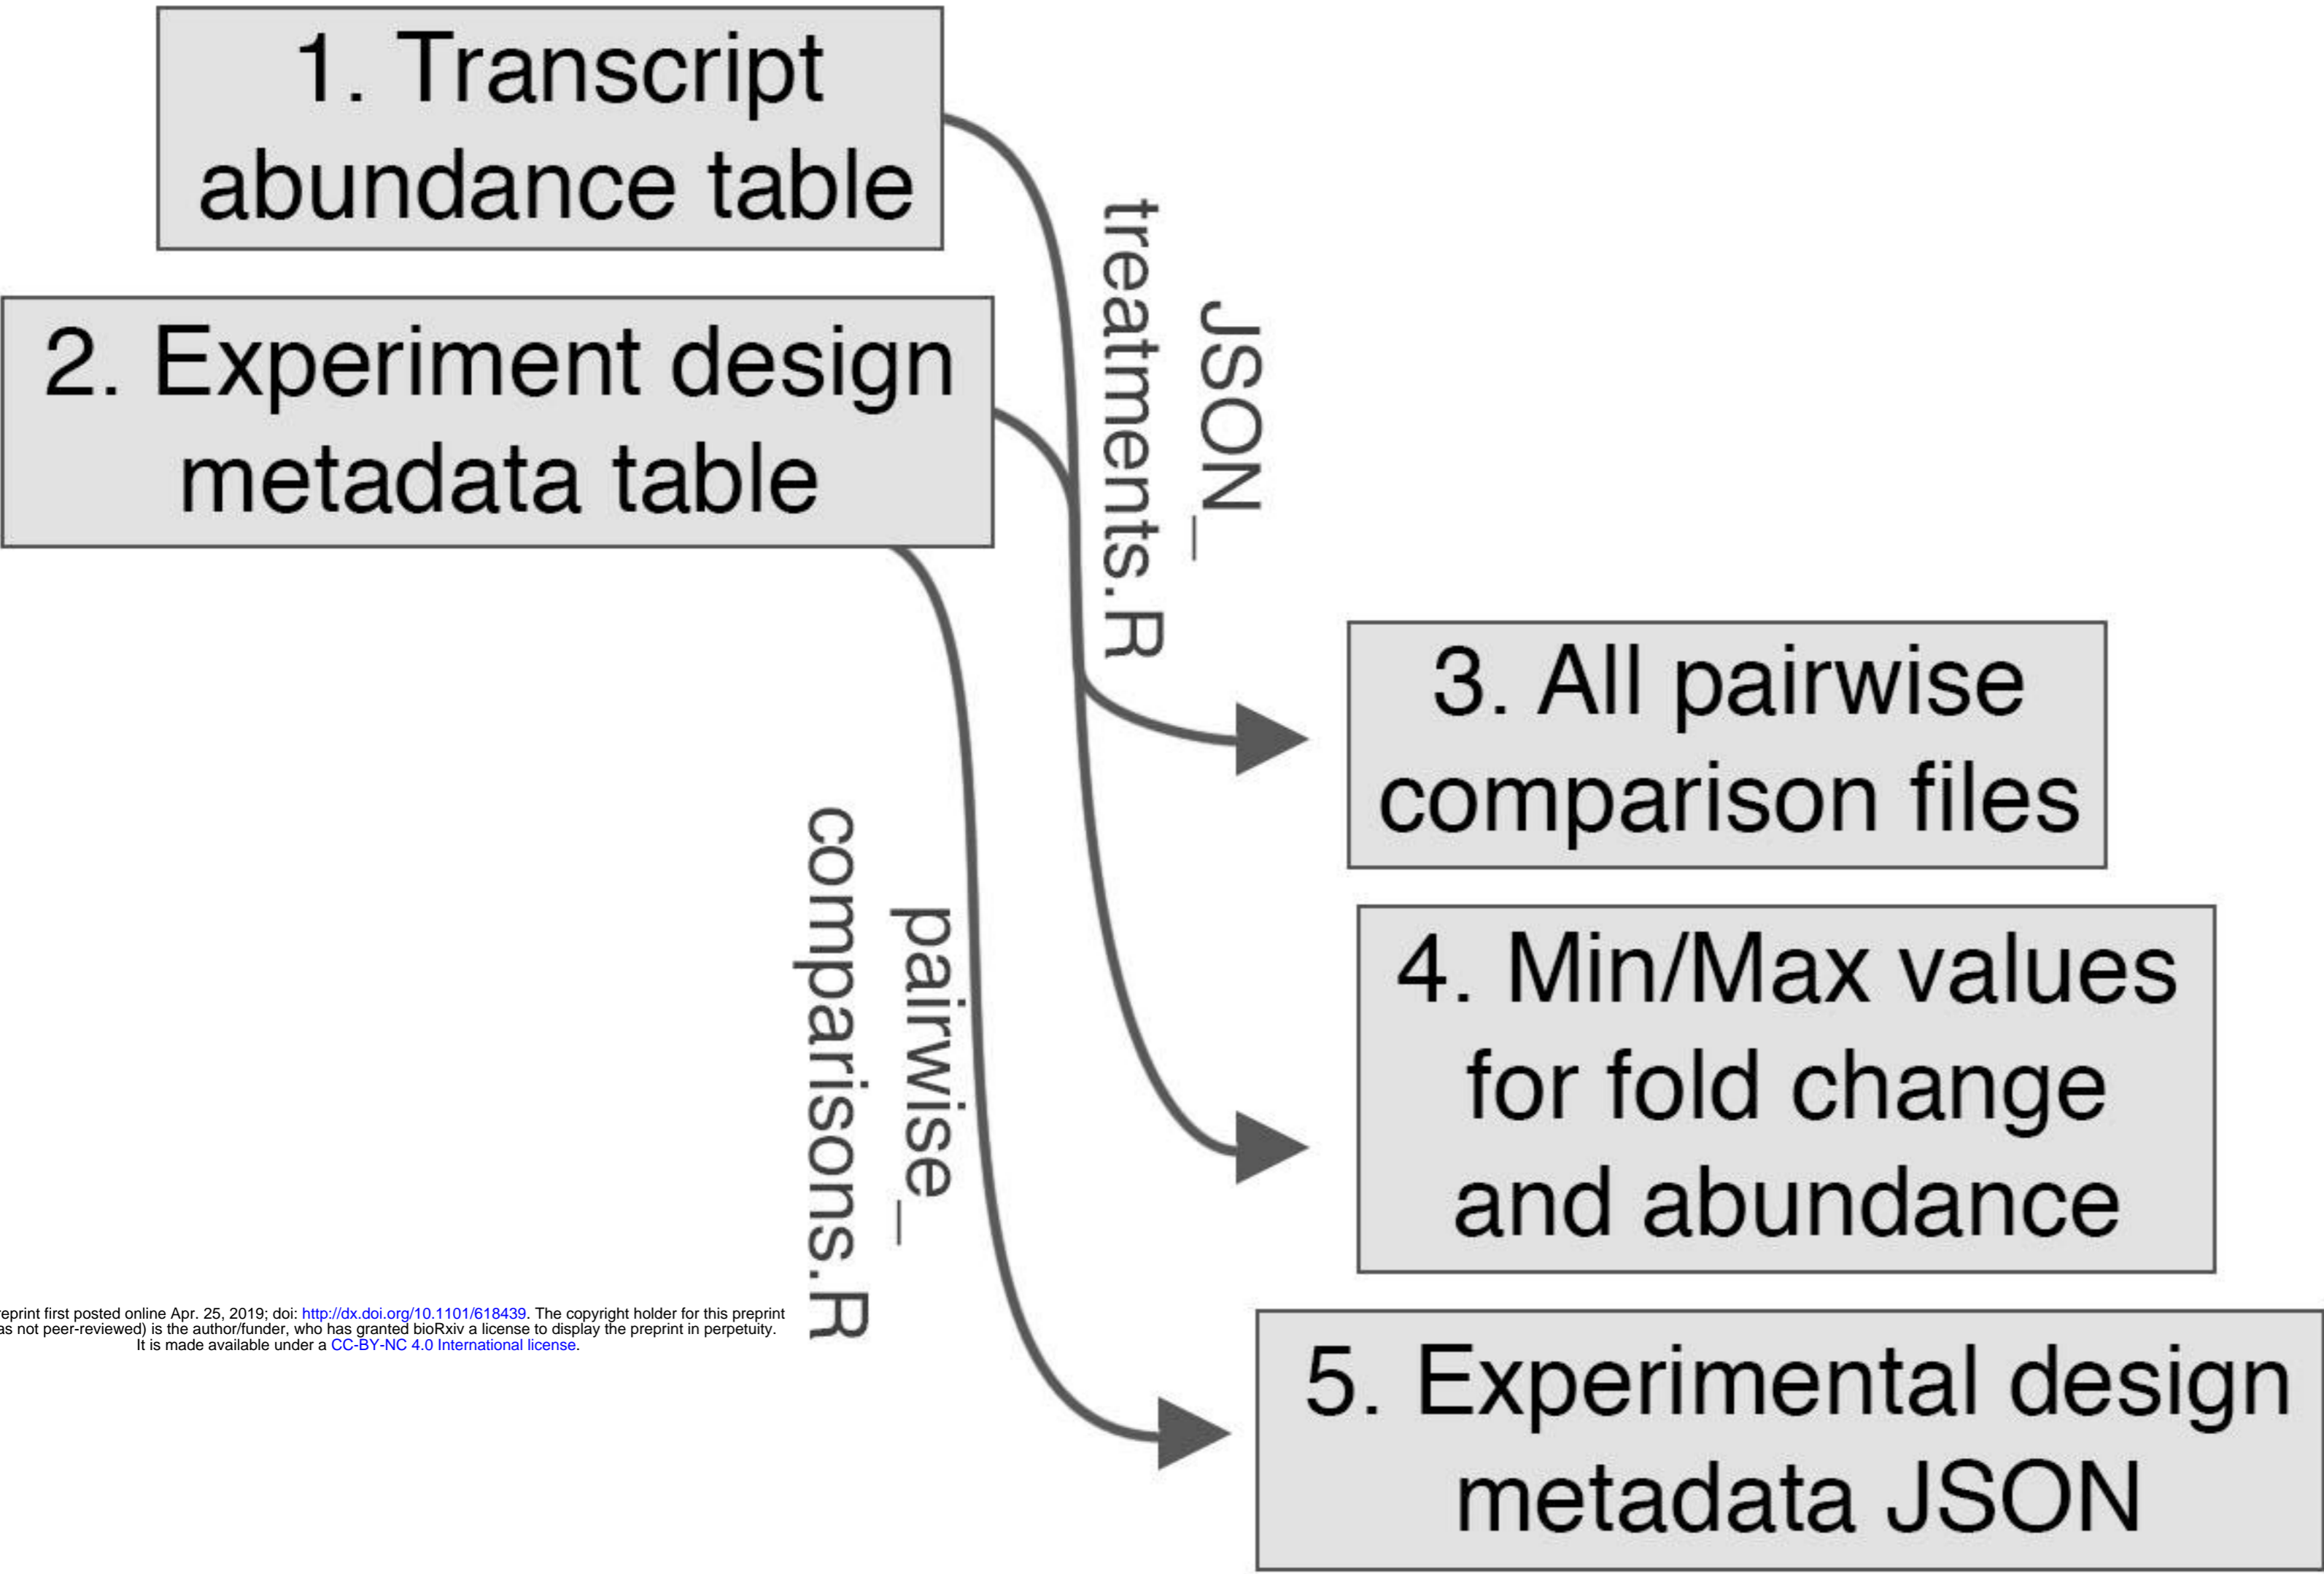 1. Transcript
abundance table
2. Experiment design
metadata table
JSON_
treatments.R
3. All pairwise
comparison files
pairwise_
comparisons.R
4. Min/Max values
for fold change
and abundance
5. Experimental design
metadata JSON
first posted online Apr. 25, 2019; doi: http://dx.doi.org/10.1101/618439. The copyright holder for this preprint
not peer-reviewed) is the author/funder, who has granted bioRxiv a license to display the preprint in perpetuity.
It is made available under a CC-BY-NC 4.0 International license.